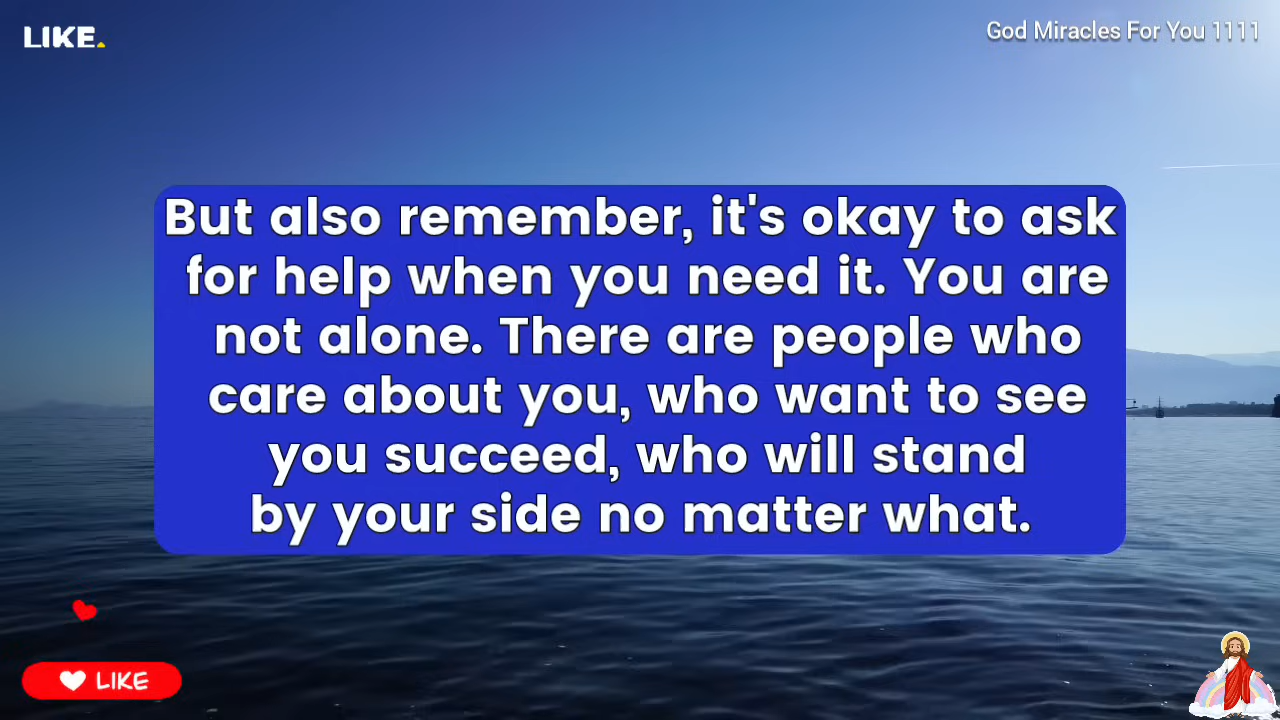 LIKE.
God Miracles For You 1111
But also remember, it's okay to ask
for help when you need it. You are
not alone. There are people who
care about you, who want to see
you succeed, who will stand
by your side no matter what.
LIKE